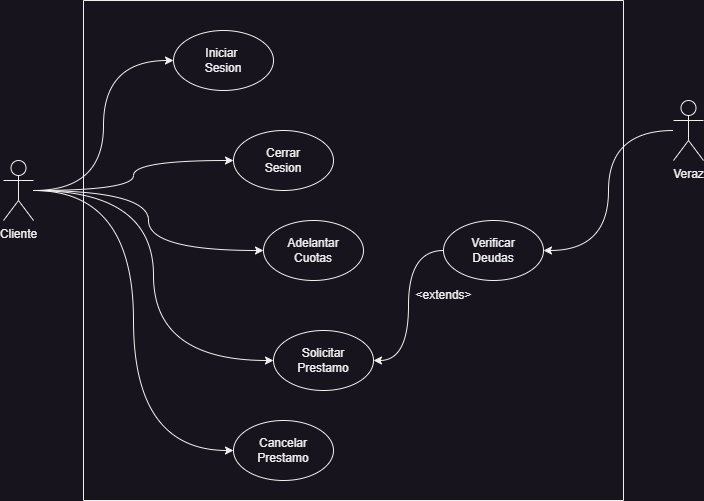 Iniciar
Sesion
Cerrar
Sesion
Cliente
Veraz
Adelantar
Cuotas
Verificar
Deudas
<extends>
Solicitar
Prestamo
Cancelar
Prestamo